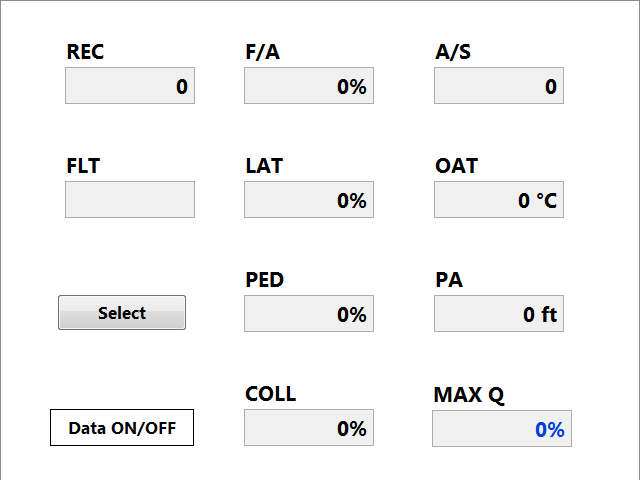 REC F/A A/S
0 0% 0
FLT LAT OAT
0% 0 °C
PED PA
Select 0% 0 ft
COLL MAX Q
Data ON/OFF 0% 0%